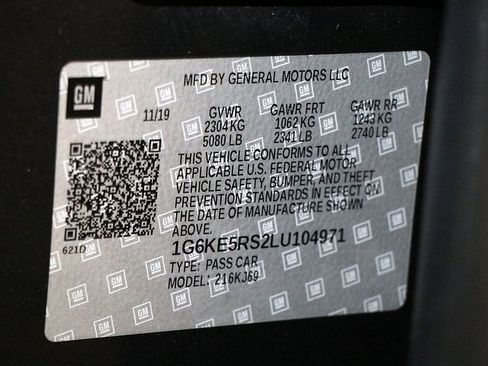 MFD BY GENERAL MOTORS LLC
GM
11/19 GVWR GAWR FRT GAWR RR
2304 KG 1062 KG 1243 KG
5080 LB 2341 LB 2740 LB
THIS VEHICLE CONFORMS TO ALL
APPLICABLE U.S. FEDERAL MOTOR
VEHICLE SAFETY, BUMPER, AND THEFT
PREVENTION STANDARDS IN EFFECT ON
THE DATE OF MANUFACTURE SHOWN
ABOVE.
621D
1G6KE5RS2LU104971
TYPE: PASS CAR
MODEL: 216KJ69